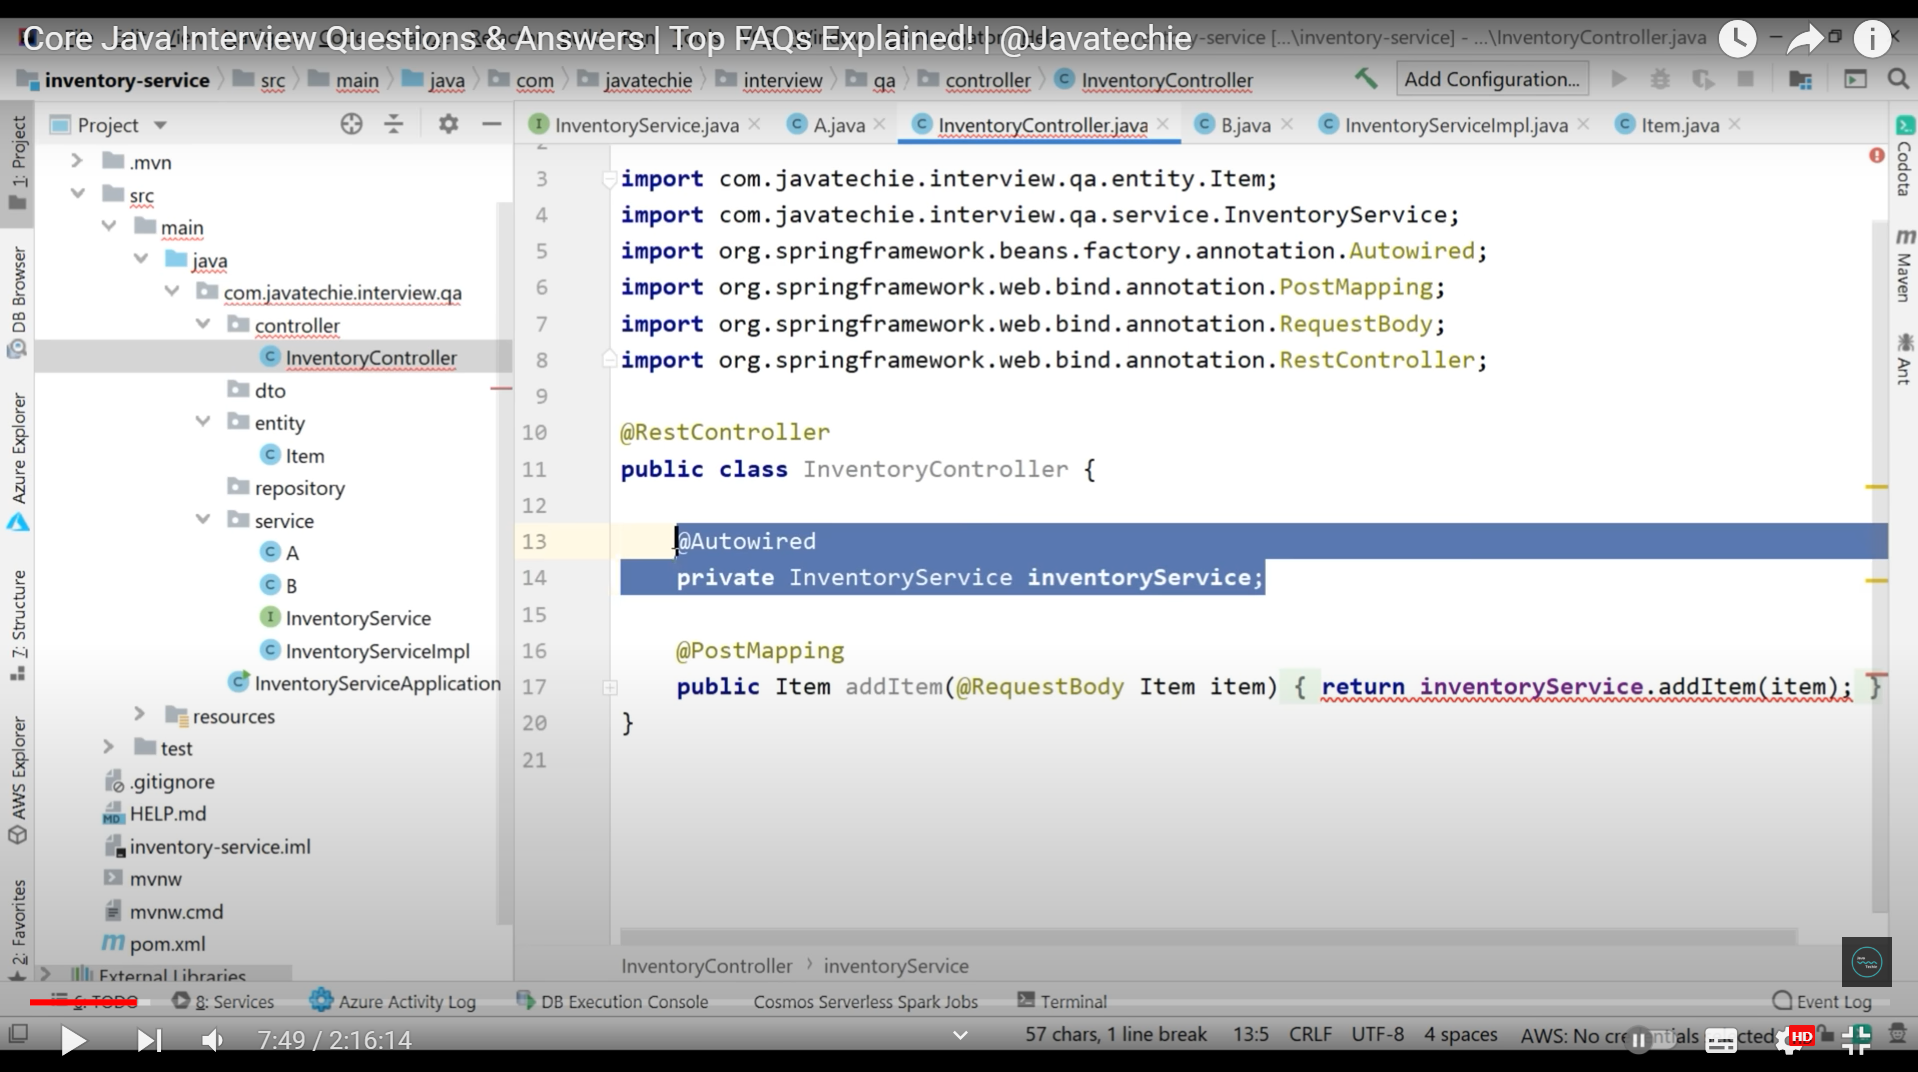 Core Java Interview Questions & Answers | Top FAQs Explained! | @Javatechie
-service [...\inventory-service] - ...\InventoryController.java
inventory-service src main java com javatechie interview qa controller InventoryController
Add Configuration...
1: Project
DB Browser
Azure Explorer
7: Structure
AWS Explorer
2: Favorites
Project
.mvn
src
main
java
com.javatechie.interview.qa
controller
InventoryController
dto
entity
Item
repository
service
A
B
InventoryService
InventoryServiceImpl
InventoryServiceApplication
resources
test
.gitignore
HELP.md
inventory-service.iml
mvnw
mvnw.cmd
pom.xml
External Libraries
InventoryService.java A.java InventoryController.java B.java InventoryServiceImpl.java Item.java
2
3 import com.javatechie.interview.qa.entity.Item;
4 import com.javatechie.interview.qa.service.InventoryService;
5 import org.springframework.beans.factory.annotation.Autowired;
6 import org.springframework.web.bind.annotation.PostMapping;
7 import org.springframework.web.bind.annotation.RequestBody;
8 import org.springframework.web.bind.annotation.RestController;
9
10 @RestController
11 public class InventoryController {
12
13 @Autowired
14 private InventoryService inventoryService;
15
16 @PostMapping
17 public Item addItem(@RequestBody Item item) { return inventoryService.addItem(item); }
20 }
21
InventoryController inventoryService
Codota
Maven
Ant
6: TODO 8: Services Azure Activity Log DB Execution Console Cosmos Serverless Spark Jobs Terminal Event Log
7:49 / 2:16:14
57 chars, 1 line break 13:5 CRLF UTF-8 4 spaces AWS: No
HD